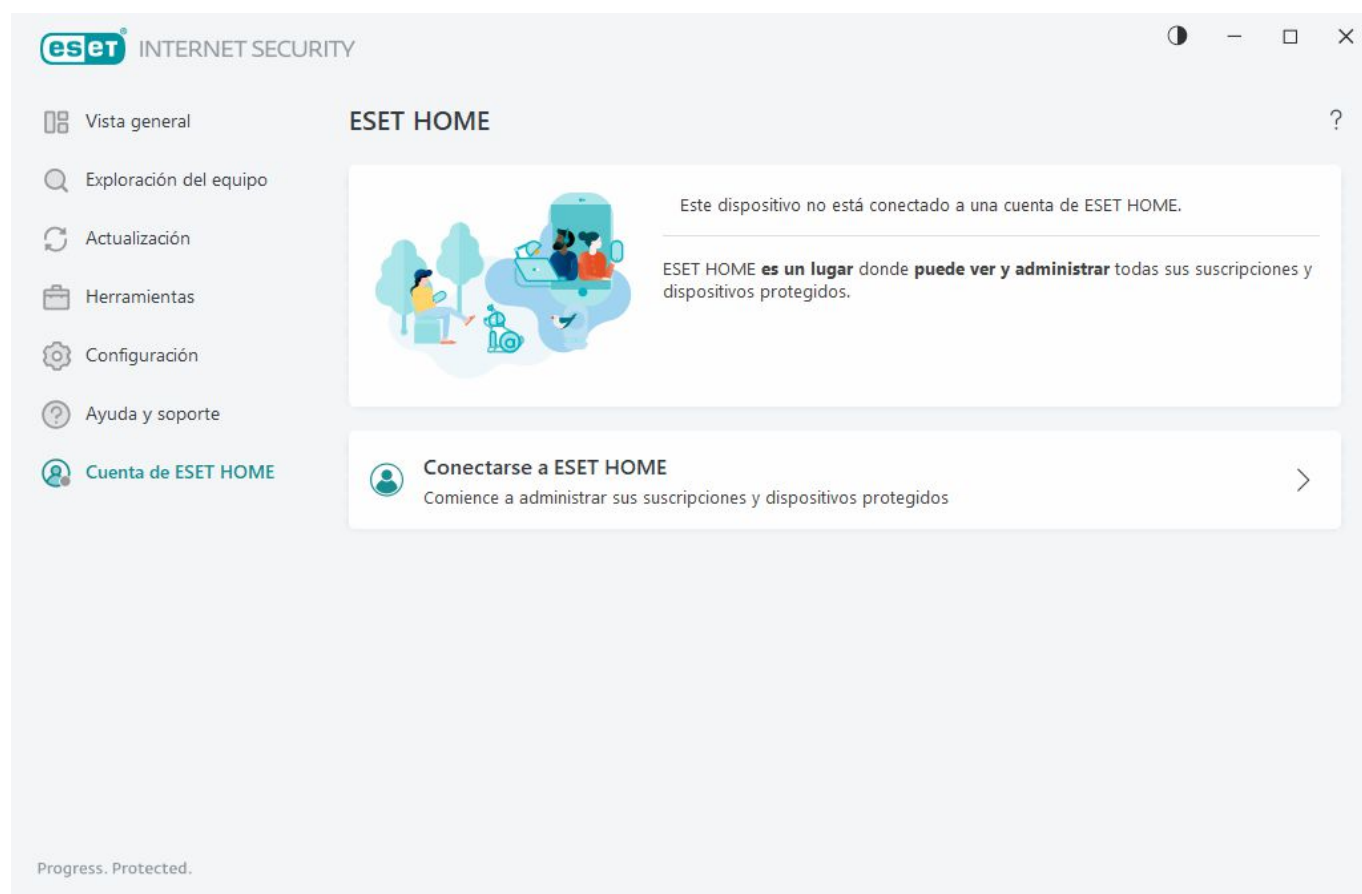 eset® INTERNET SECURITY
Vista general
Exploración del equipo
Actualización
Herramientas
Configuración
Ayuda y soporte
Cuenta de ESET HOME
ESET HOME
?
Este dispositivo no está conectado a una cuenta de ESET HOME.
ESET HOME es un lugar donde puede ver y administrar todas sus suscripciones y
dispositivos protegidos.
Conectarse a ESET HOME
Comience a administrar sus suscripciones y dispositivos protegidos
Progress. Protected.